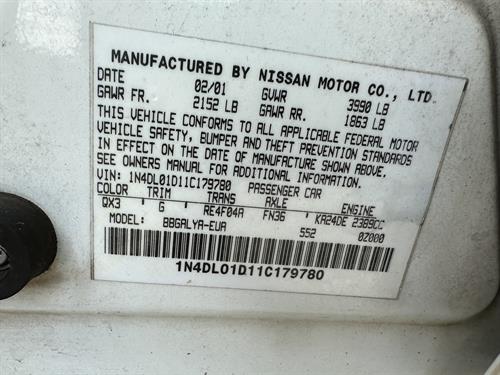 MANUFACTURED BY NISSAN MOTOR CO., LTD.
DATE 02/01 GVWR 3990 LB
GAWR FR. 2152 LB GAWR RR. 1863 LB
THIS VEHICLE CONFORMS TO ALL APPLICABLE FEDERAL MOTOR
VEHICLE SAFETY, BUMPER AND THEFT PREVENTION STANDARDS
IN EFFECT ON THE DATE OF MANUFACTURE SHOWN ABOVE.
SEE OWNERS MANUAL FOR ADDITIONAL INFORMATION.
VIN: 1N4DL01D11C179780 PASSENGER CAR
COLOR TRIM TRANS AXLE ENGINE
QX3 G RE4F04A FN36 KA24DE 2389CC
MODEL: BBGALYA-EUA 552 0Z000
1N4DL01D11C179780